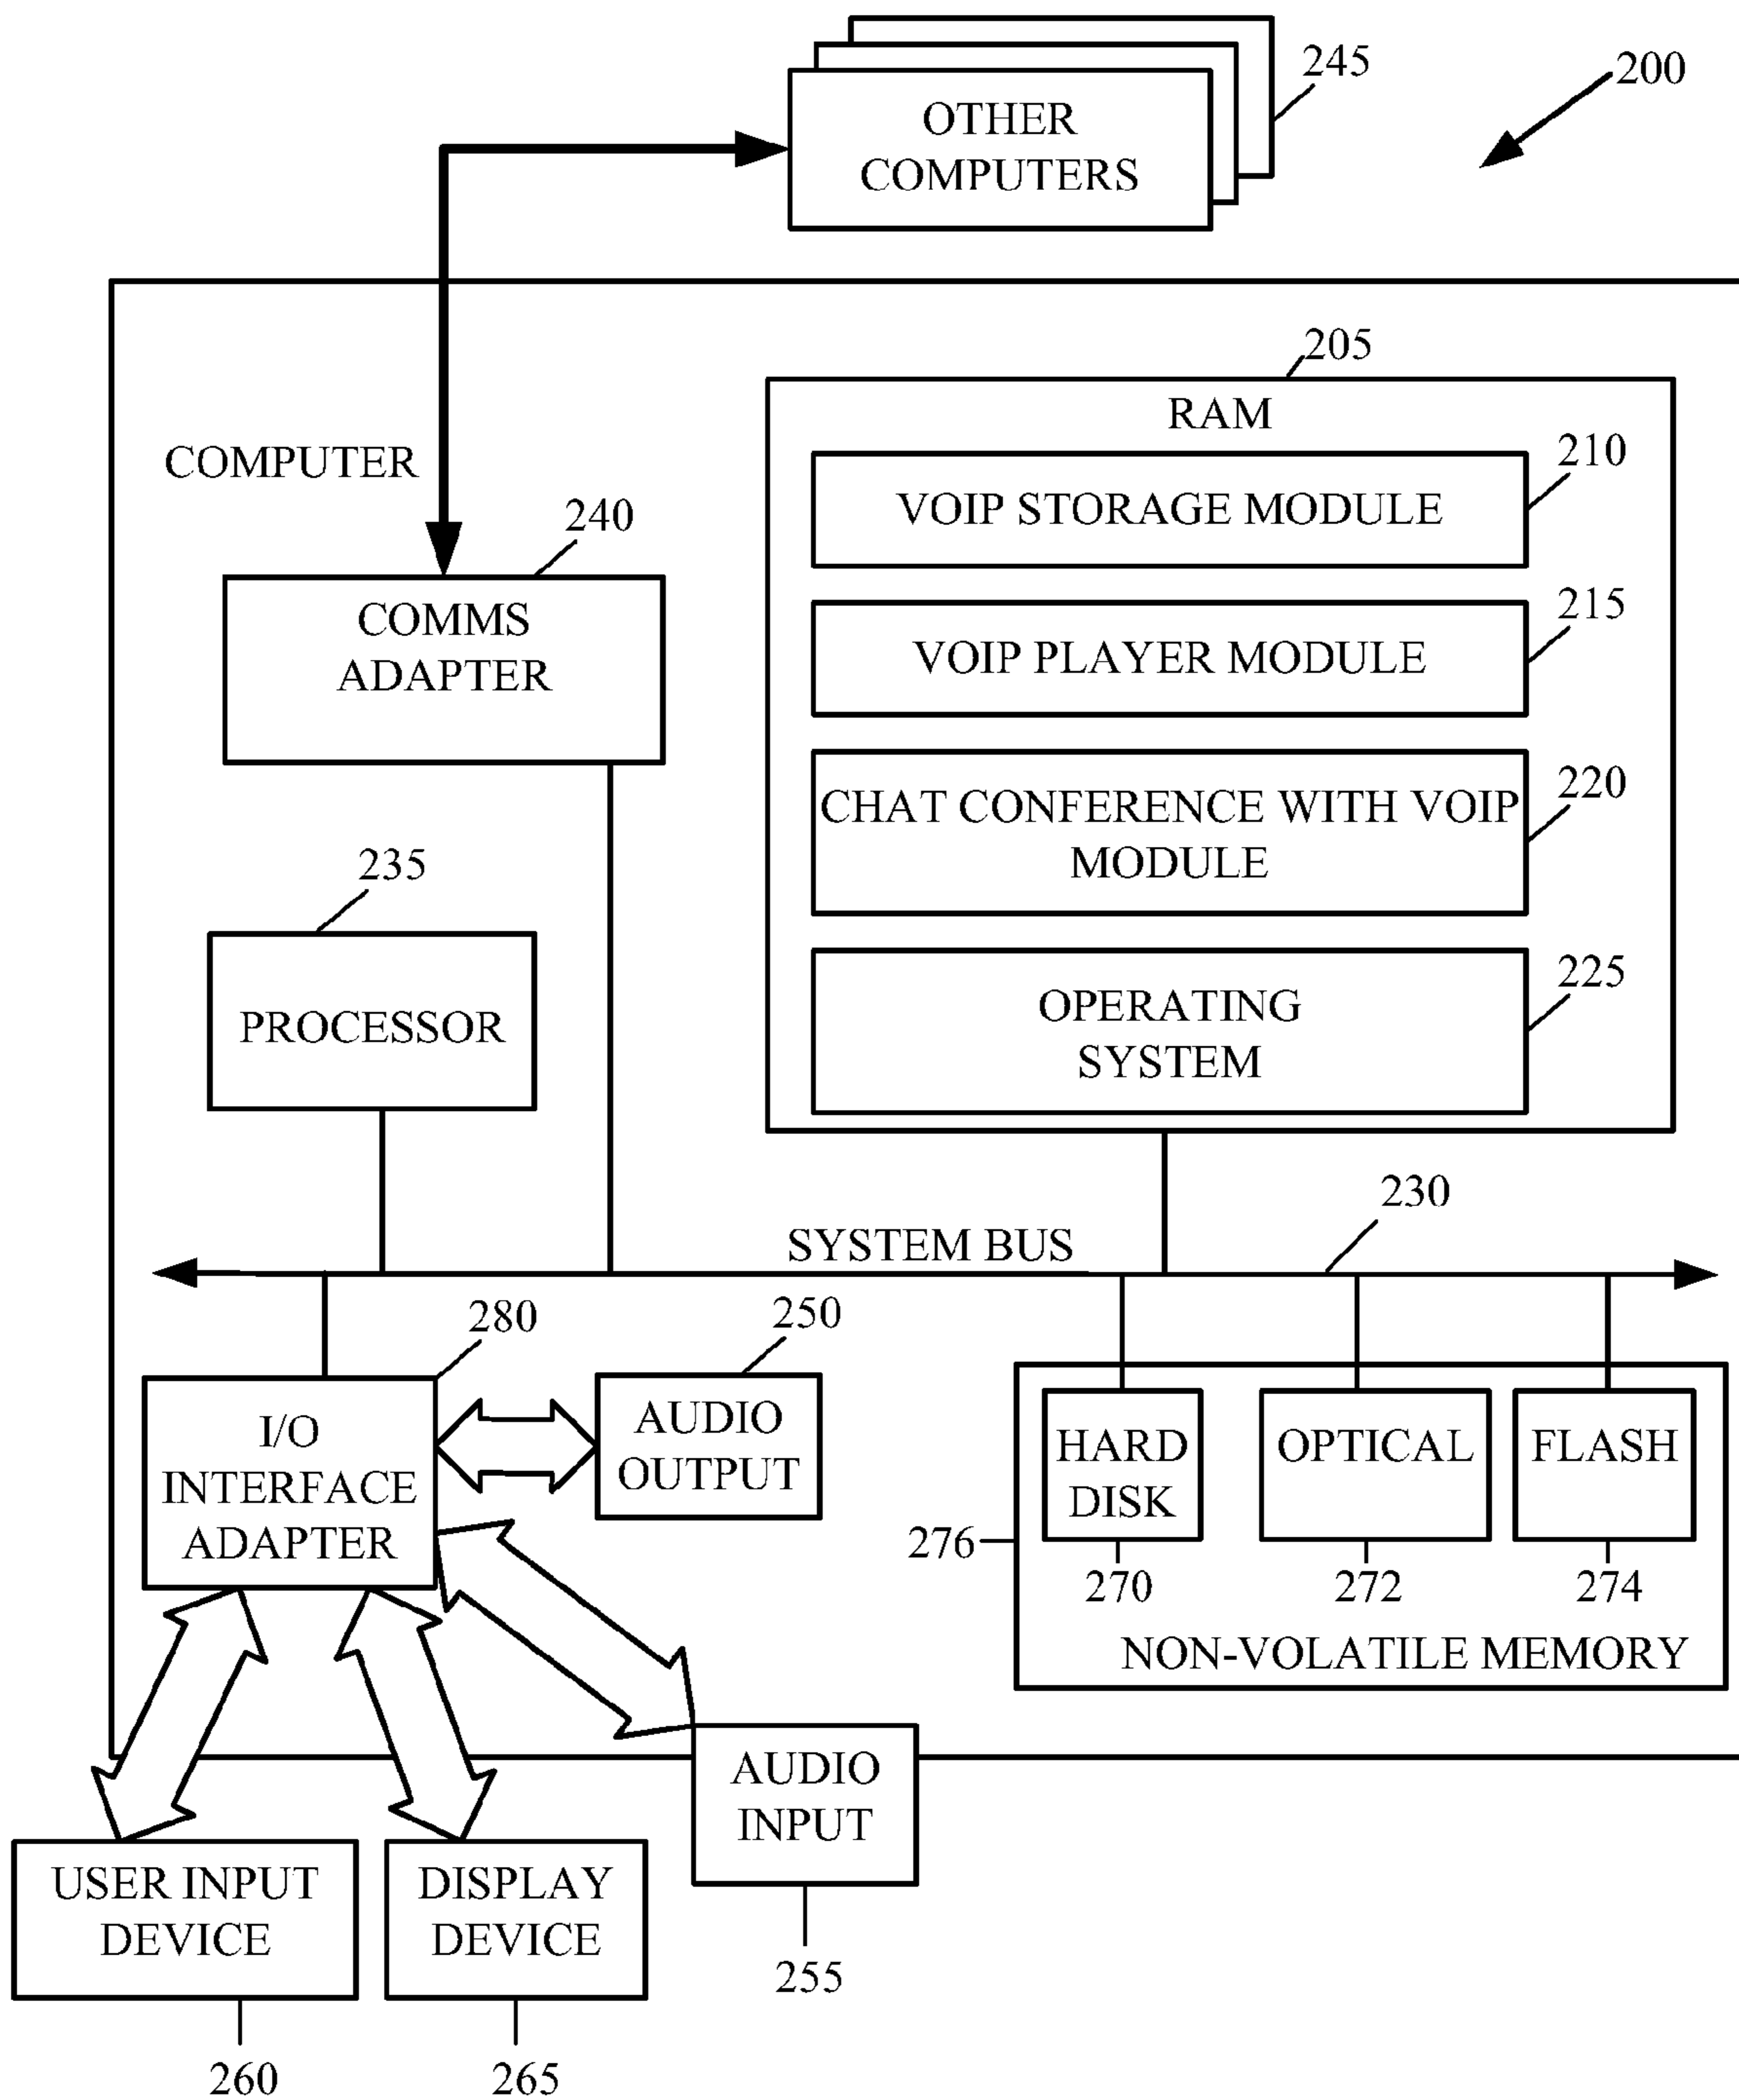 245
200
OTHER
COMPUTERS
205
RAM
COMPUTER
210
VOIP STORAGE MODULE
240
COMMS
ADAPTER
215
VOIP PLAYER MODULE
220
CHAT CONFERENCE WITH VOIP
MODULE
235
PROCESSOR
225
OPERATING
SYSTEM
230
SYSTEM BUS
280
I/O
INTERFACE
ADAPTER
250
AUDIO
OUTPUT
HARD
DISK
OPTICAL
FLASH
276
270
272
274
NON-VOLATILE MEMORY
AUDIO
INPUT
USER INPUT
DEVICE
DISPLAY
DEVICE
255
260
265